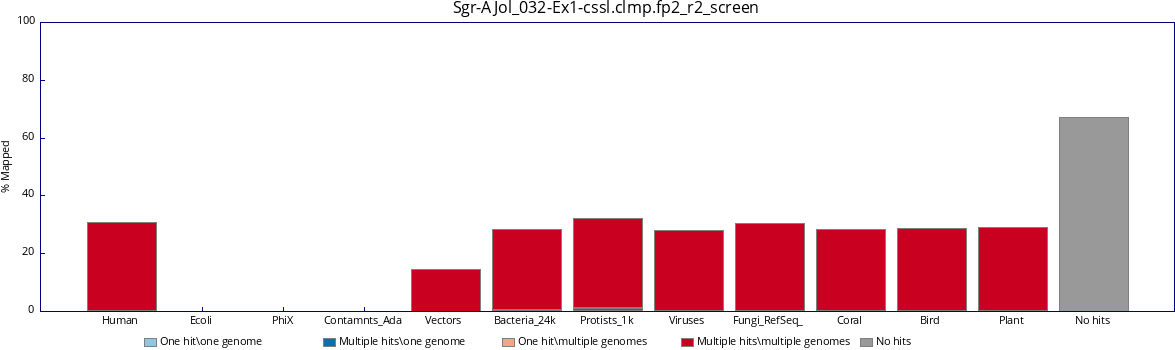 Sgr-AJol_032-Ex1-cssl.clmp.fp2_r2_screen
100
80
60
40
20
0
% Mapped
Human Ecoli PhiX Contamnts_Ada Vectors Bacteria_24k Protists_1k Viruses Fungi_RefSeq_ Coral Bird Plant No hits
One hit\one genome Multiple hits\one genome One hit\multiple genomes Multiple hits\multiple genomes No hits